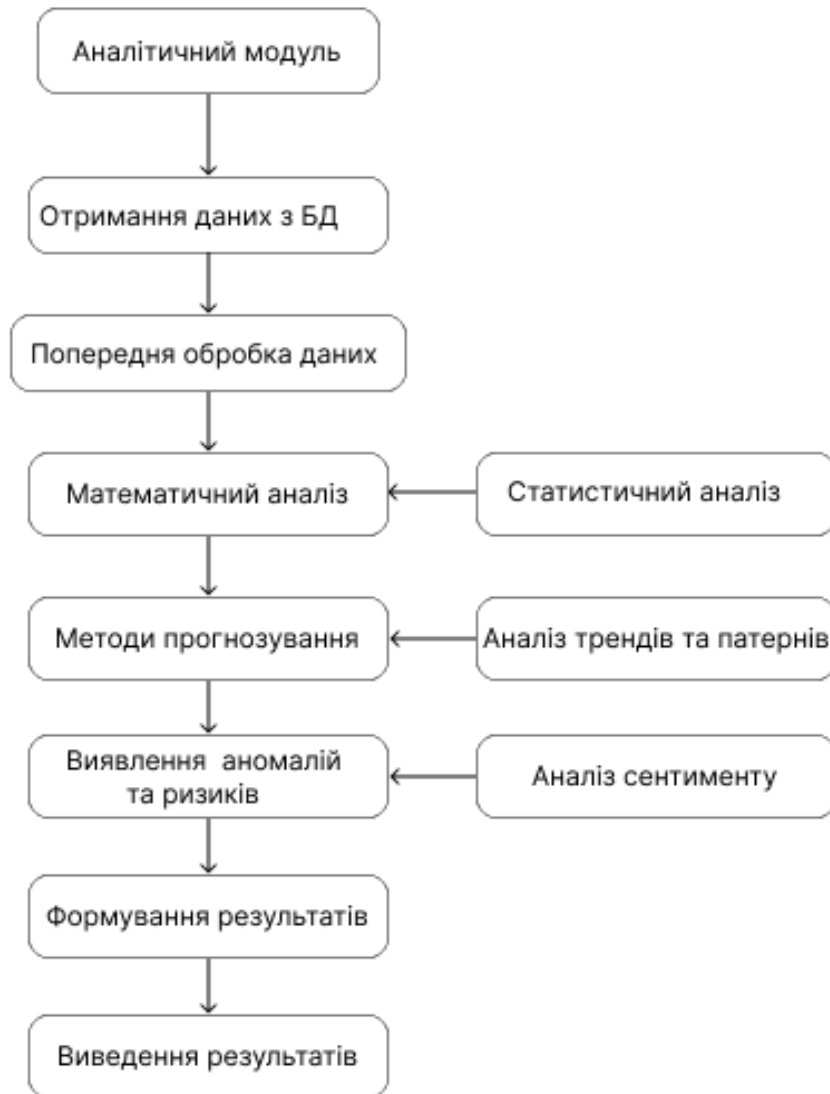 Аналітичний модуль
Отримання даних з БД
Попередня обробка даних
Математичний аналіз
Статистичний аналіз
Методи прогнозування
Аналіз трендів та патернів
Виявлення аномалій
та ризиків
Аналіз сентименту
Формування результатів
Виведення результатів